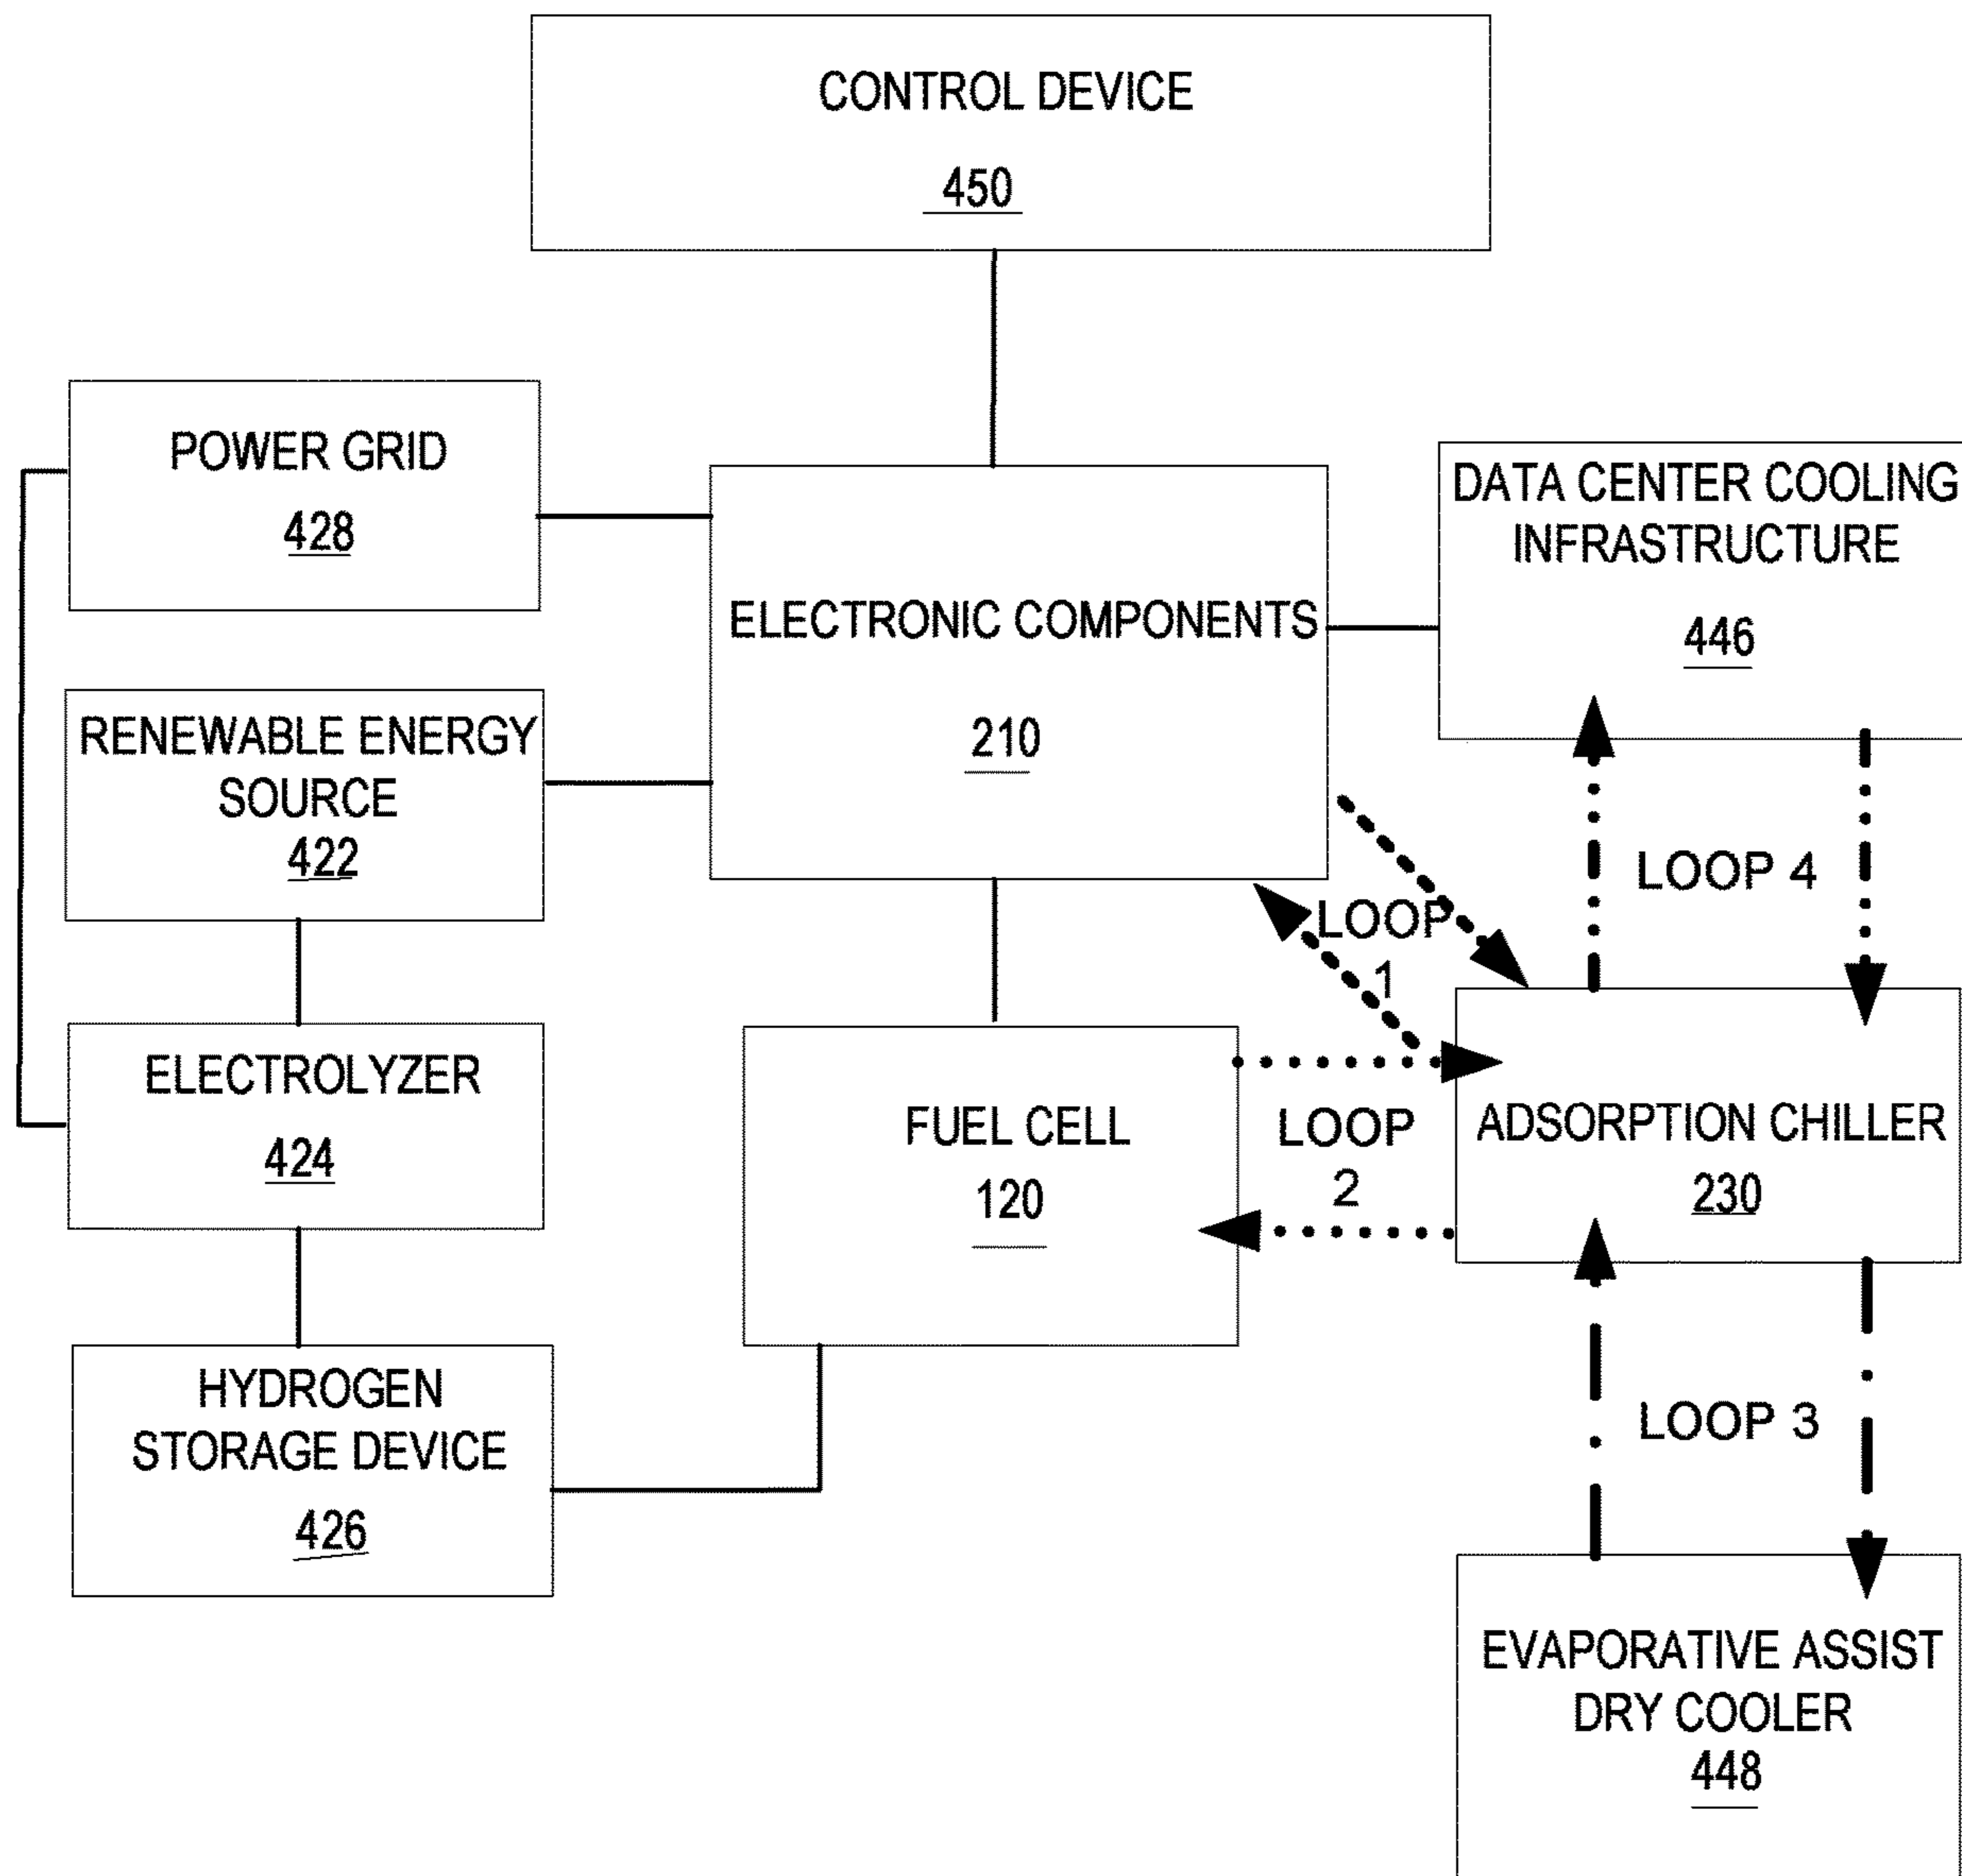 CONTROL DEVICE
450
POWER GRID
428
ELECTRONIC COMPONENTS
210
DATA CENTER COOLING
INFRASTRUCTURE
446
RENEWABLE ENERGY
SOURCE
422
LOOP 4
LOOP
1
ELECTROLYZER
424
FUEL CELL
120
LOOP
2
ADSORPTION CHILLER
230
HYDROGEN
STORAGE DEVICE
426
LOOP 3
EVAPORATIVE ASSIST
DRY COOLER
448